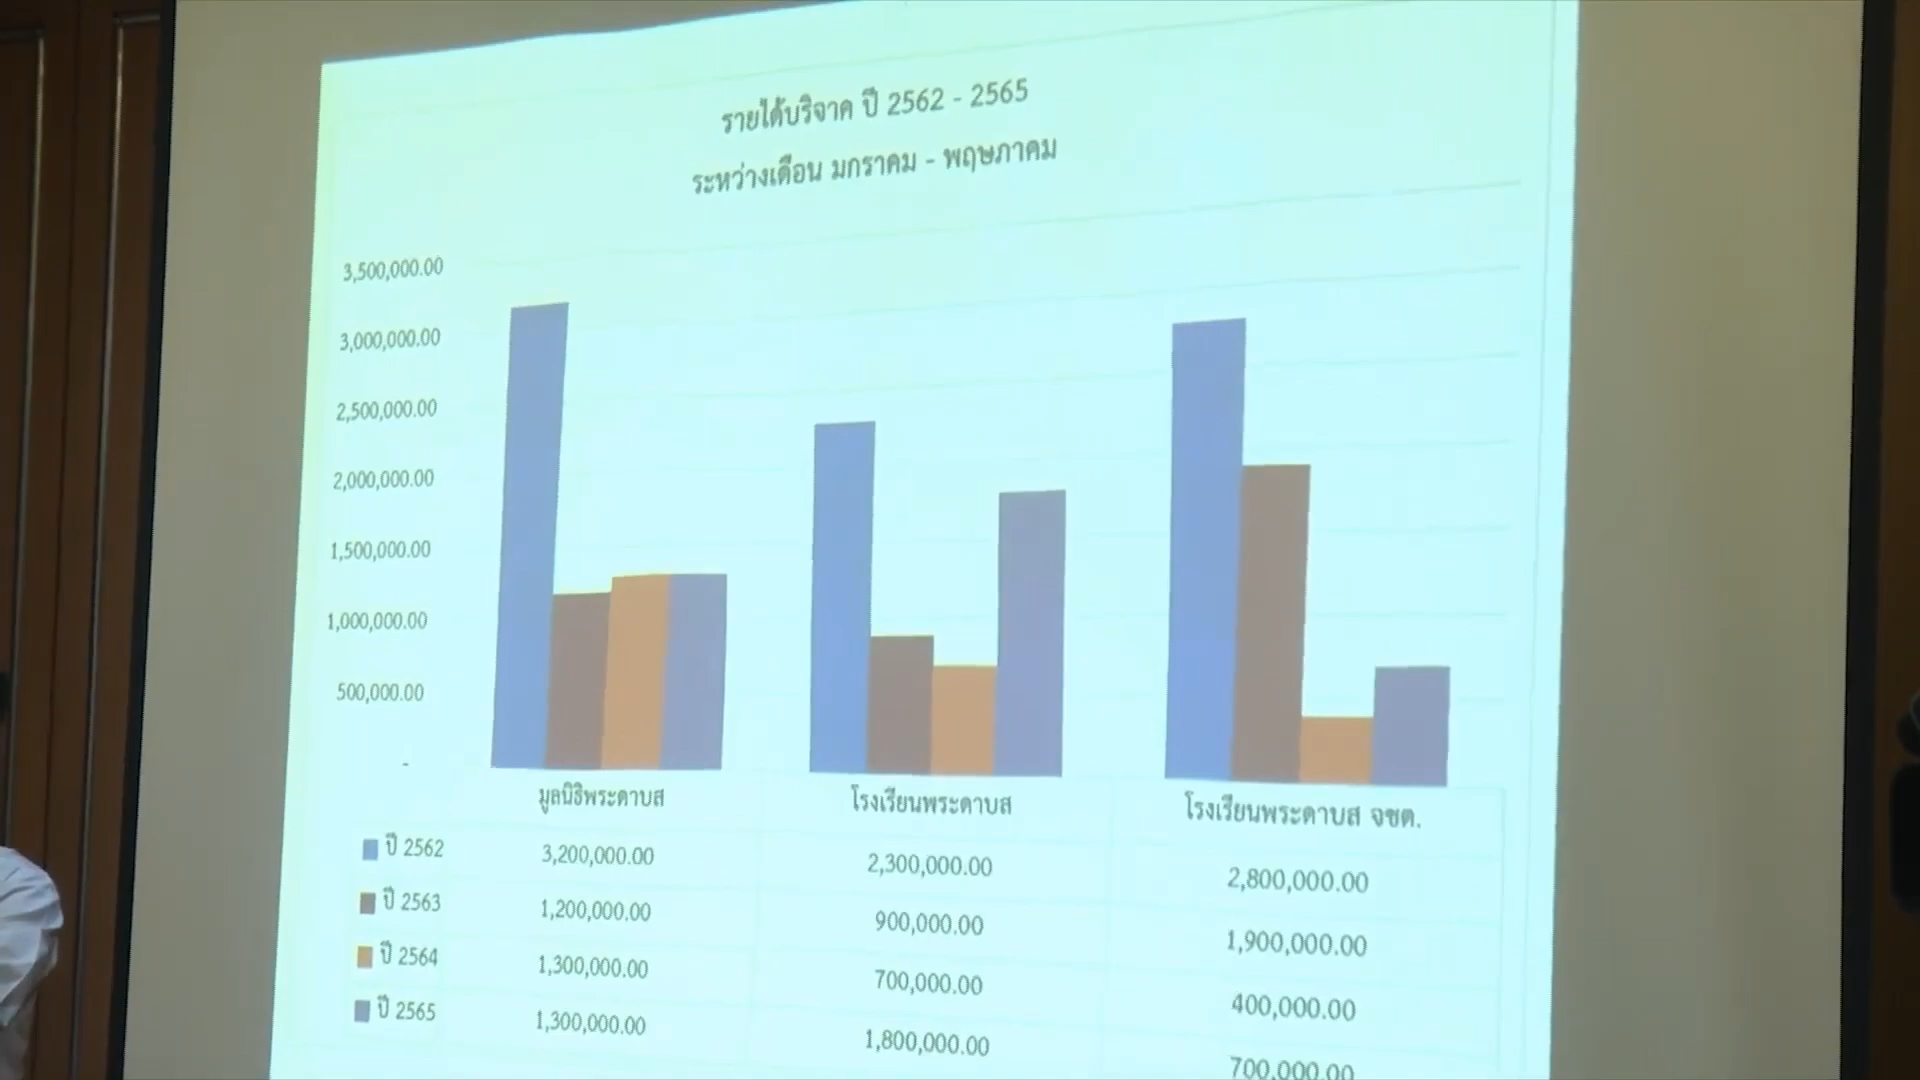 รายได้บริจาค ปี 2562 - 2565
ระหว่างเดือน มกราคม - พฤษภาคม
3,500,000.00
3,000,000.00
2,500,000.00
2,000,000.00
1,500,000.00
1,000,000.00
500,000.00
-
มูลนิธิพระดาบส โรงเรียนพระดาบส โรงเรียนพระดาบส จชต.
ปี 2562 3,200,000.00 2,300,000.00 2,800,000.00
ปี 2563 1,200,000.00 900,000.00 1,900,000.00
ปี 2564 1,300,000.00 700,000.00 400,000.00
ปี 2565 1,300,000.00 1,800,000.00 700,000.00